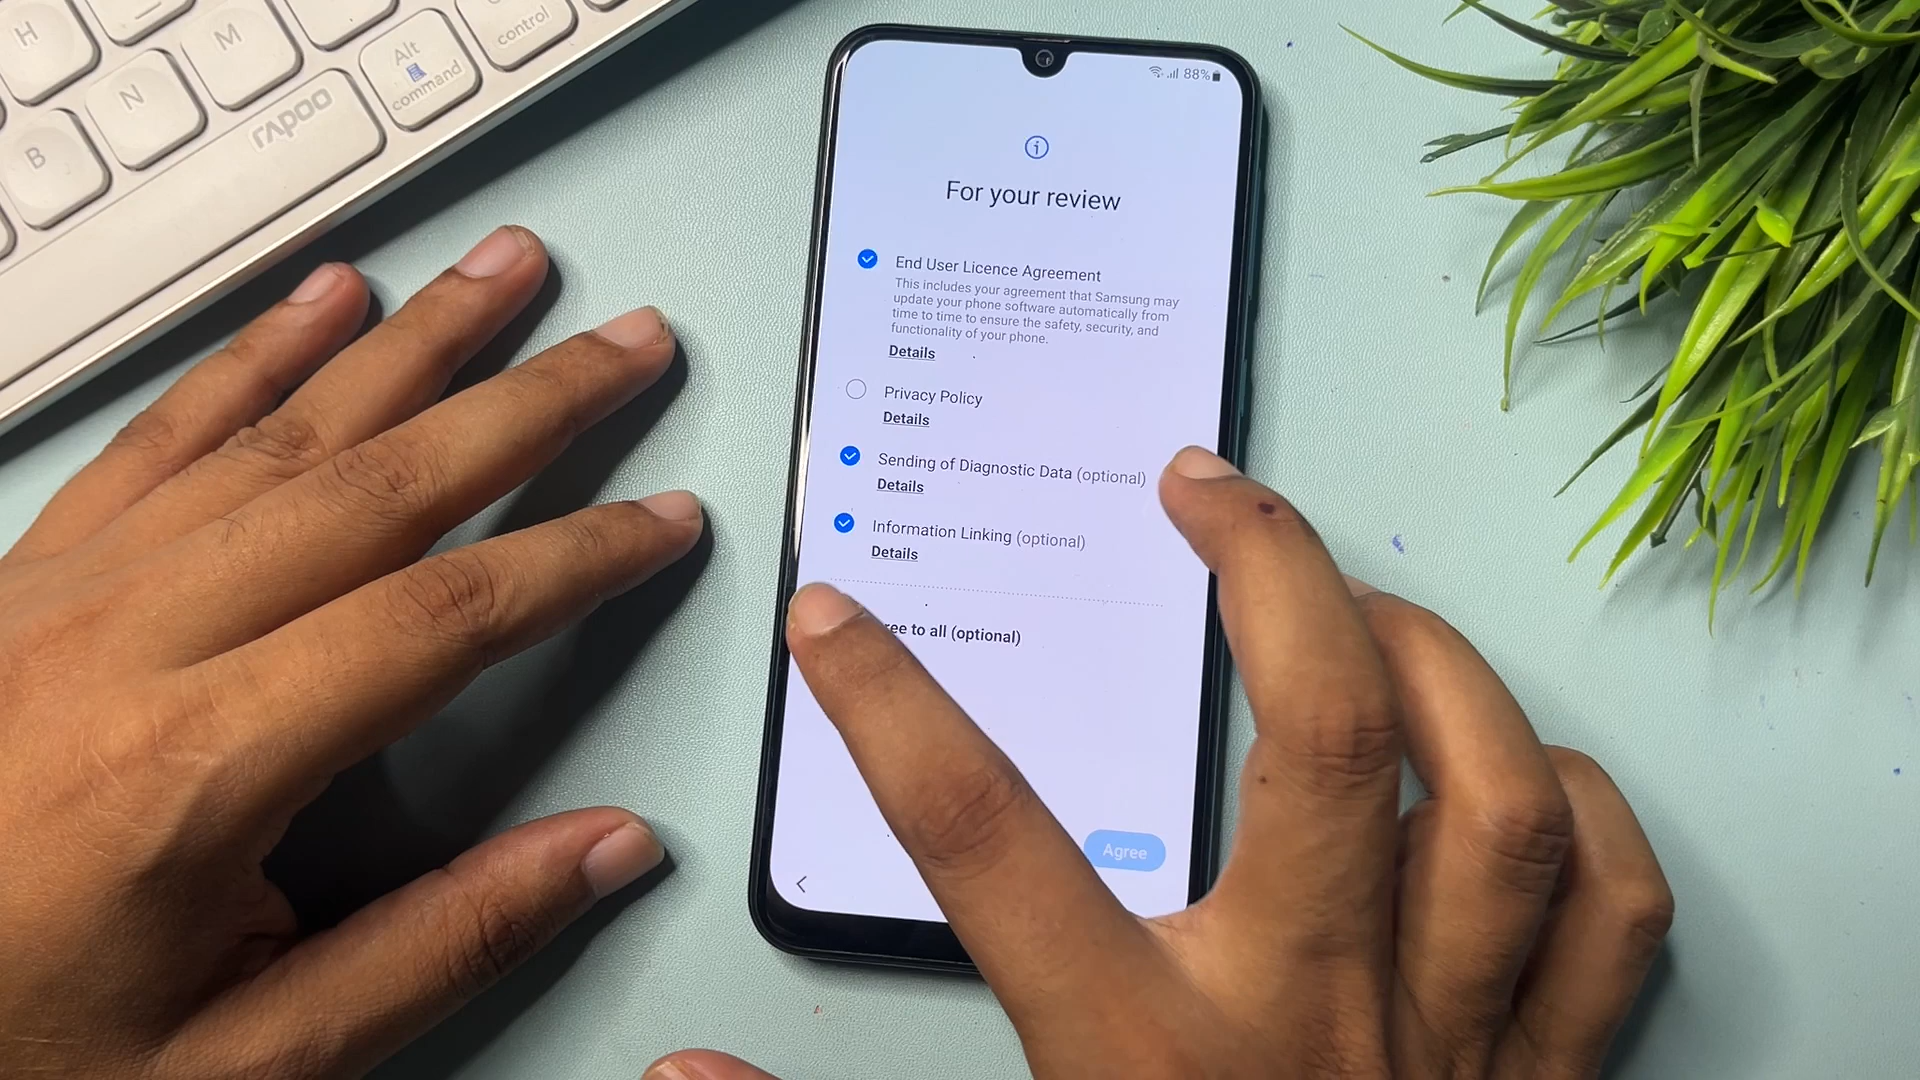 H
M
Alt
command
control
N
B
rapoo
88%
For your review
End User Licence Agreement
This includes your agreement that Samsung may
update your phone software automatically from
time to time to ensure the safety, security, and
functionality of your phone.
Details
Privacy Policy
Details
Sending of Diagnostic Data (optional)
Details
Information Linking (optional)
Details
ree to all (optional)
Agree